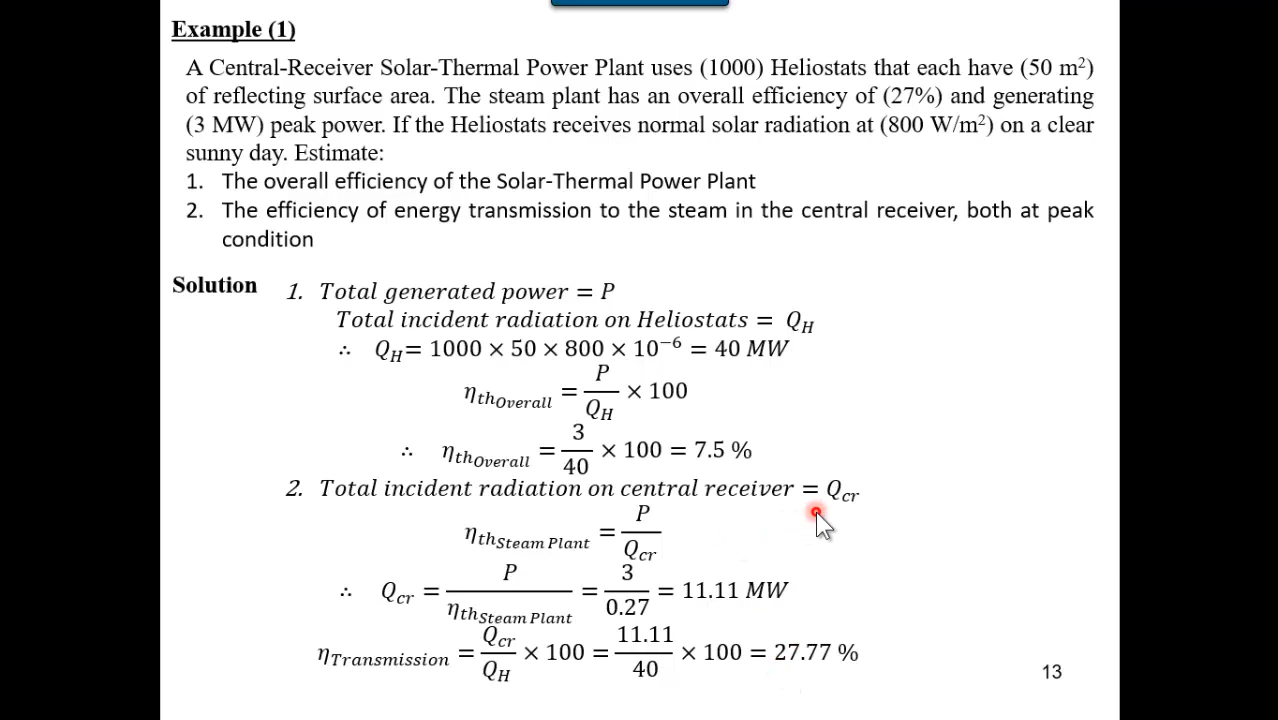 Example (1)
A Central-Receiver Solar-Thermal Power Plant uses (1000) Heliostats that each have (50 m²)
of reflecting surface area. The steam plant has an overall efficiency of (27%) and generating
(3 MW) peak power. If the Heliostats receives normal solar radiation at (800 W/m²) on a clear
sunny day. Estimate:
1. The overall efficiency of the Solar-Thermal Power Plant
2. The efficiency of energy transmission to the steam in the central receiver, both at peak
condition
Solution
1. Total generated power = P
Total incident radiation on Heliostats = Q_H
∴ Q_H = 1000 × 50 × 800 × 10⁻⁶ = 40 MW
η_th_Overall = P/Q_H × 100
∴ η_th_Overall = 3/40 × 100 = 7.5 %
2. Total incident radiation on central receiver = Q_cr
η_th_Steam Plant = P/Q_cr
∴ Q_cr = P/η_th_Steam Plant = 3/0.27 = 11.11 MW
η_Transmission = Q_cr/Q_H × 100 = 11.11/40 × 100 = 27.77 %
13